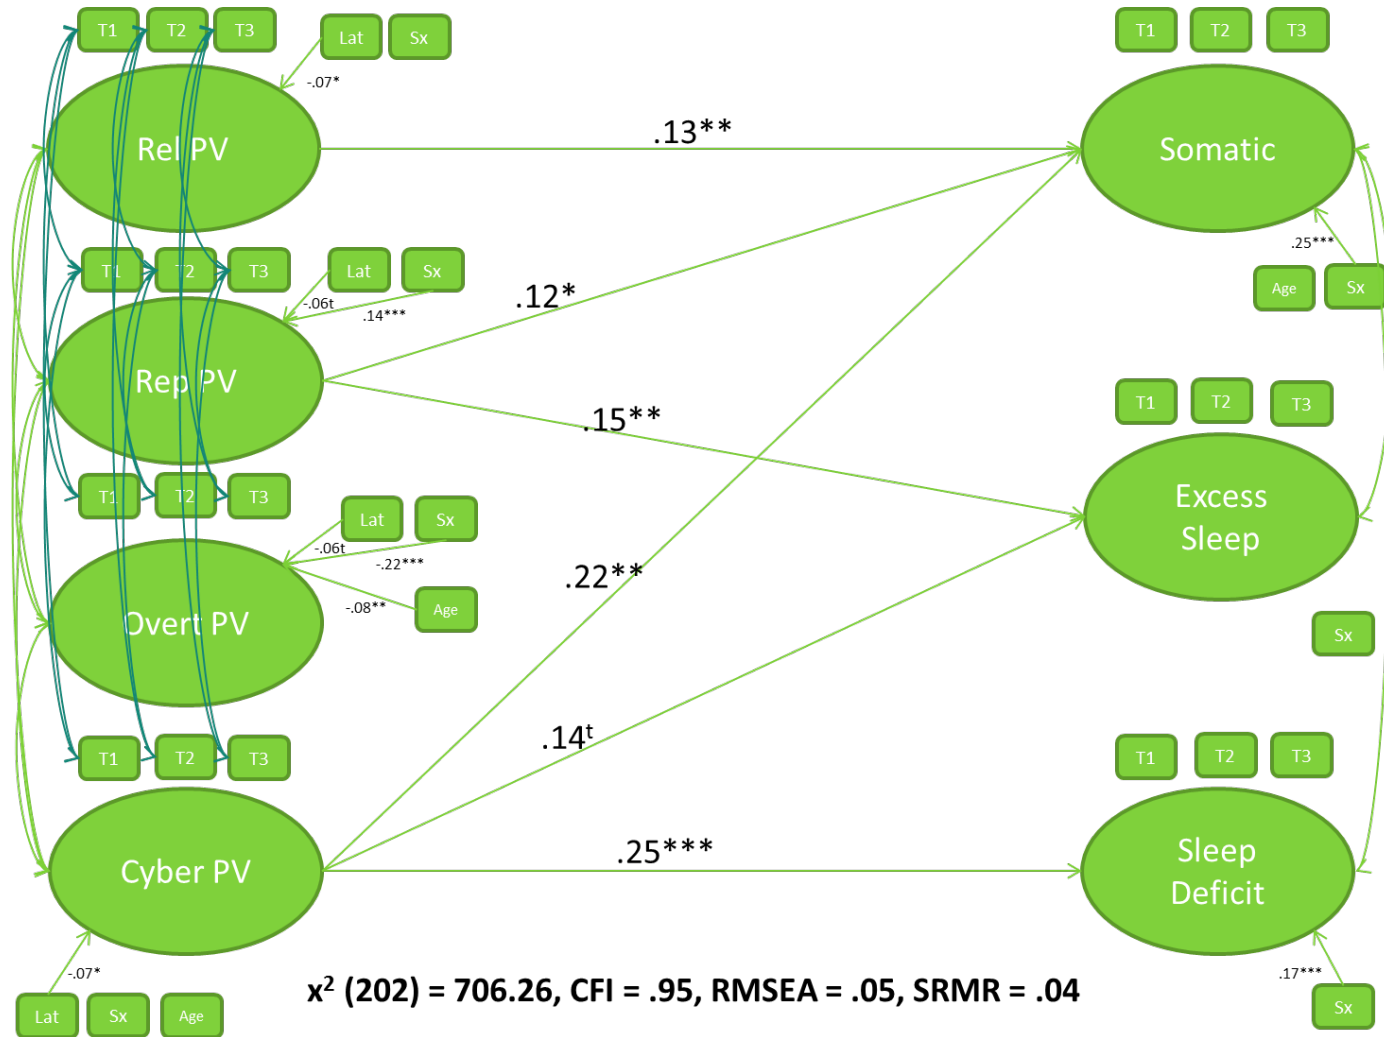 T1 T2 T3
Lat Sx
-.07*
Rel PV
.13**
T1 T2 T3
Somatic
.25***
Age Sx
T1 T2 T3
Lat Sx
-.06t
.14***
Rep PV
.12*
.15**
T1 T2 T3
Excess
Sleep
Sx
T1 T2 T3
Lat Sx
-.06t
-.22***
-.08**
Age
Overt PV
.22**
.14t
T1 T2 T3
Cyber PV
.25***
T1 T2 T3
Sleep
Deficit
-.07*
Lat Sx Age
.17***
Sx
x² (202) = 706.26, CFI = .95, RMSEA = .05, SRMR = .04